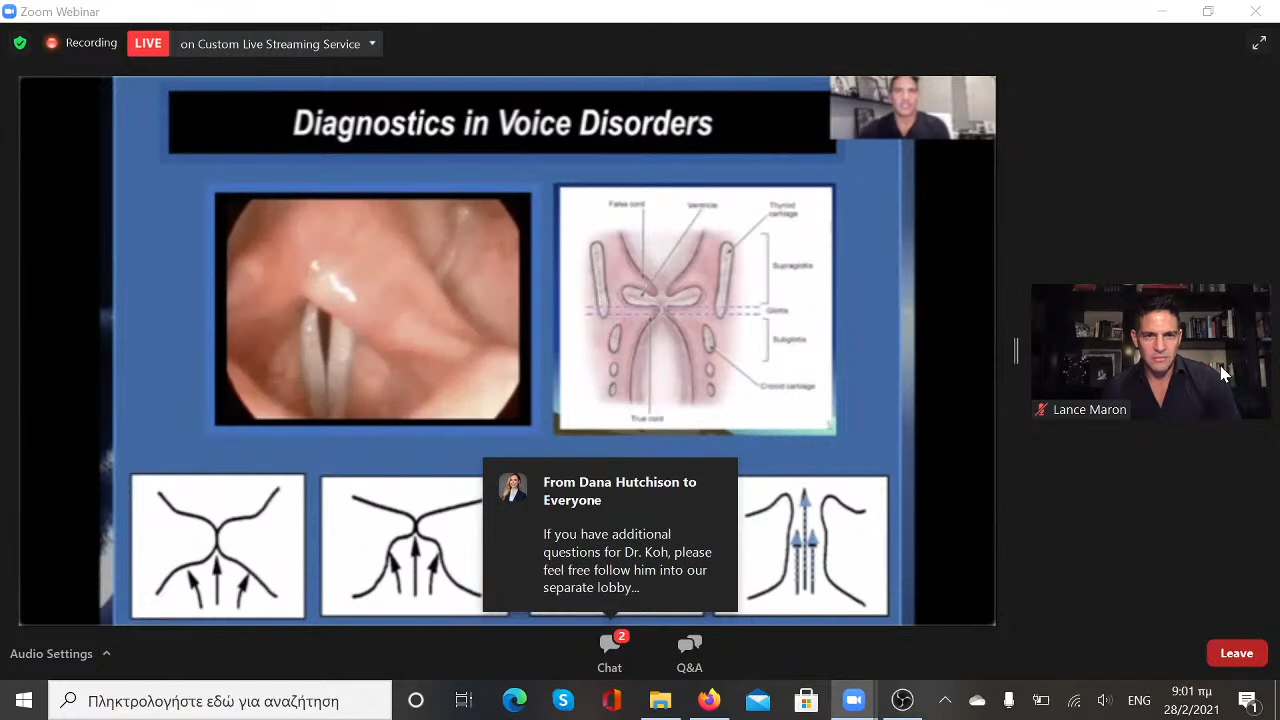 Zoom Webinar
Recording
LIVE
on Custom Live Streaming Service
Diagnostics in Voice Disorders
False cord
Ventricle
Thyroid
cartilage
Supraglottis
Glottis
Subglottis
Cricoid cartilage
True cord
Lance Maron
From Dana Hutchison to
Everyone
If you have additional
questions for Dr. Koh, please
feel free follow him into our
separate lobby...
2
Audio Settings
Chat
Q&A
Leave
Πληκτρολογήστε εδώ για αναζήτηση
ENG
9:01 πμ
28/2/2021
1